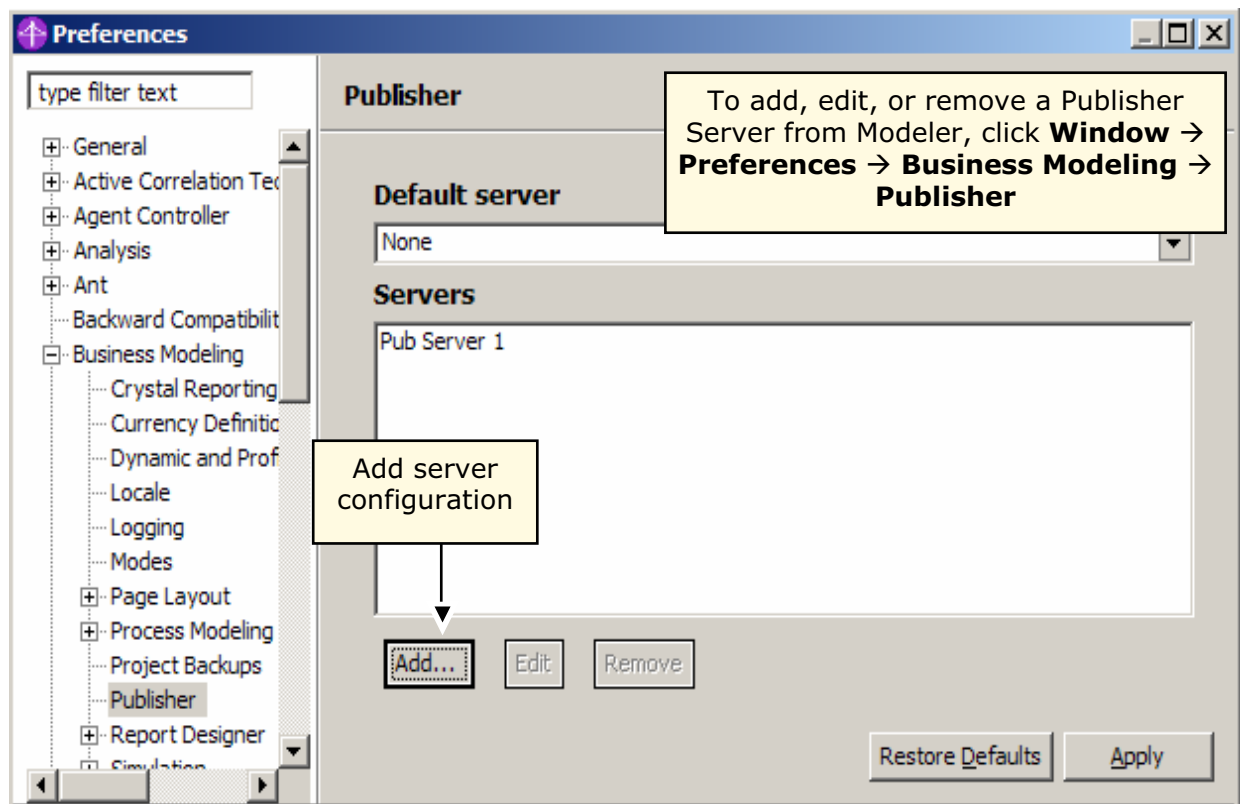 Preferences
type filter text
General
Active Correlation Tec
Agent Controller
Analysis
Ant
Backward Compatibilit
Business Modeling
Crystal Reporting
Currency Definitio
Dynamic and Prof
Locale
Logging
Modes
Page Layout
Process Modeling
Project Backups
Publisher
Report Designer
Simulation
Publisher
To add, edit, or remove a Publisher
Server from Modeler, click Window →
Preferences → Business Modeling →
Publisher
Default server
None
Servers
Pub Server 1
Add server
configuration
Add...
Edit
Remove
Restore Defaults
Apply